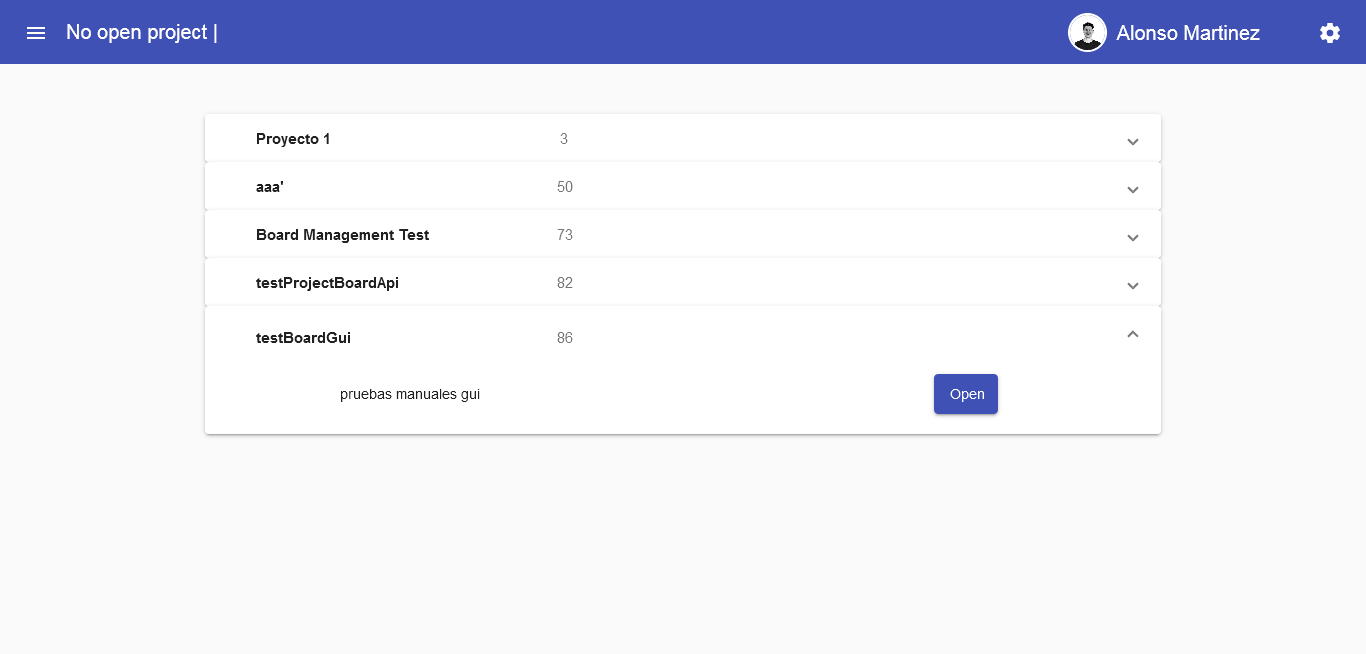 No open project | Alonso Martinez
Proyecto 1 3
aaa' 50
Board Management Test 73
testProjectBoardApi 82
testBoardGui 86
pruebas manuales gui Open